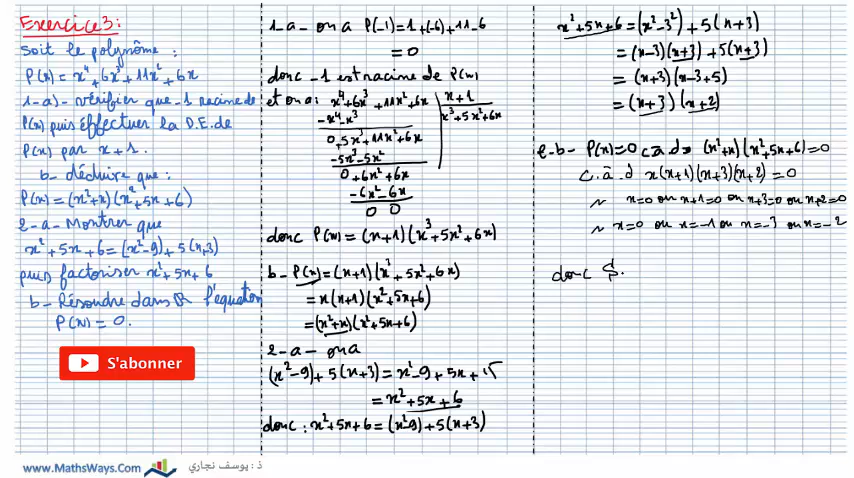 Exercice 3:
Soit le polynôme :
P(x)=x⁴+6x³+11x²+6x
1-a)- vérifier que -1 racine de
P(x) puis éffectuer la D.E. de
P(x) par x+1.
b- déduire que :
P(x)=(x²+x)(x²+5x+6)
2-a- Montrer que
x²+5x+6=(x²-9)+5(x+3)
puis factoriser x²+5x+6
b- Résoudre dans ℝ l'équation
P(x)=0.
S'abonner
www.MathsWays.Com
ذ : يوسف نجاري
1-a- on a P(-1)=1+(-6)+11-6
=0
donc -1 est racine de P(x)
et on a: x⁴+6x³+11x²+6x | x+1
-x⁴-x³ | x³+5x²+6x
0+5x³+11x²+6x
-5x³-5x²
0+6x²+6x
-6x²-6x
0 0
donc P(x)=(x+1)(x³+5x²+6x)
b- P(x)=(x+1)(x³+5x²+6x)
=x(x+1)(x²+5x+6)
=(x²+x)(x²+5x+6)
2-a- on a
(x²-9)+5(x+3)=x²-9+5x+15
=x²+5x+6
donc: x²+5x+6=(x²-9)+5(x+3)
x²+5x+6=(x²-3²)+5(x+3)
=(x-3)(x+3)+5(x+3)
=(x+3)(x-3+5)
=(x+3)(x+2)
2-b- P(x)=0 c.à.d (x²+x)(x²+5x+6)=0
c.à.d x(x+1)(x+3)(x+2)=0
~ x=0 ou x+1=0 ou x+3=0 ou x+2=0
~ x=0 ou x=-1 ou x=-3 ou x=-2
donc S